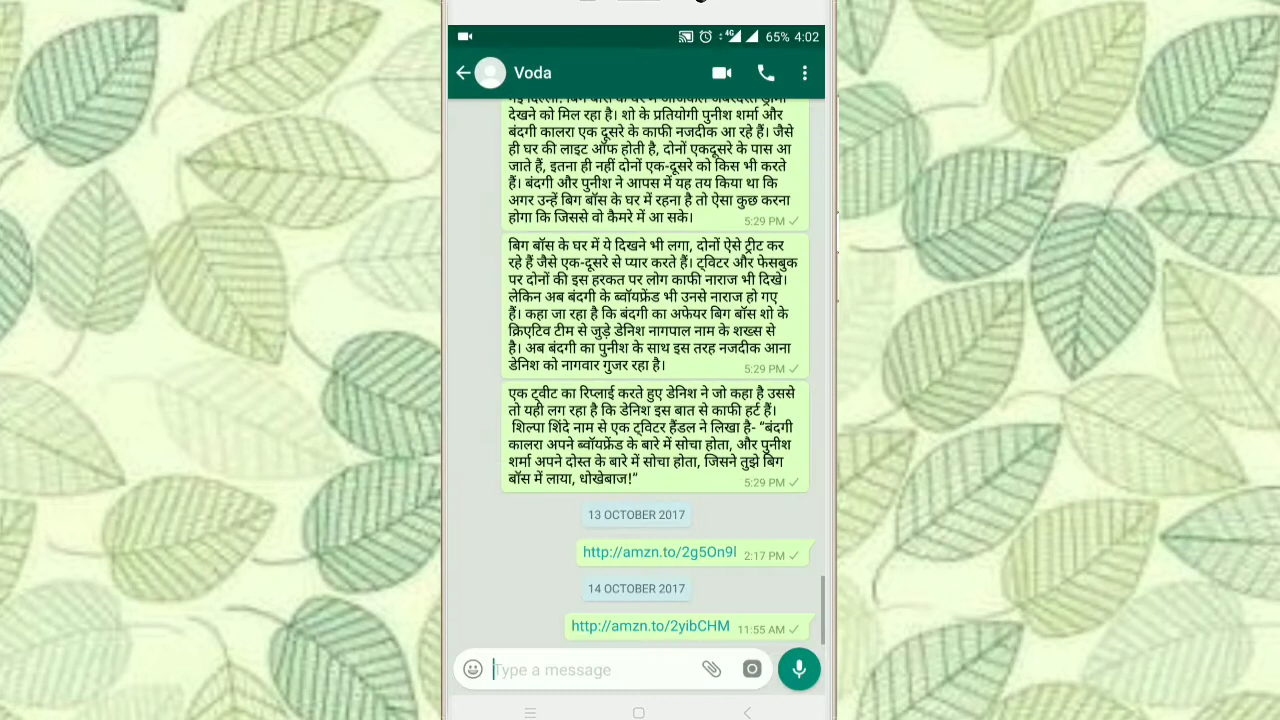 65% 4:02
Voda
नई दिल्ली: बिग बॉस के घर में आजकल जबरदस्त ड्रामा
देखने को मिल रहा है। शो के प्रतियोगी पुनीश शर्मा और
बंदगी कालरा एक दूसरे के काफी नजदीक आ रहे हैं। जैसे
ही घर की लाइट ऑफ होती है, दोनों एकदूसरे के पास आ
जाते हैं, इतना ही नहीं दोनों एक-दूसरे को किस भी करते
हैं। बंदगी और पुनीश ने आपस में यह तय किया था कि
अगर उन्हें बिग बॉस के घर में रहना है तो ऐसा कुछ करना
होगा कि जिससे वो कैमरे में आ सके।
5:29 PM
बिग बॉस के घर में ये दिखने भी लगा, दोनों ऐसे ट्रीट कर
रहे हैं जैसे एक-दूसरे से प्यार करते हैं। ट्विटर और फेसबुक
पर दोनों की इस हरकत पर लोग काफी नाराज भी दिखे।
लेकिन अब बंदगी के ब्वॉयफ्रेंड भी उनसे नाराज हो गए
हैं। कहा जा रहा है कि बंदगी का अफेयर बिग बॉस शो के
क्रिएटिव टीम से जुड़े डेनिश नागपाल नाम के शख्स से
है। अब बंदगी का पुनीश के साथ इस तरह नजदीक आना
डेनिश को नागवार गुजर रहा है।
5:29 PM
एक ट्वीट का रिप्लाई करते हुए डेनिश ने जो कहा है उससे
तो यही लग रहा है कि डेनिश इस बात से काफी हर्ट हैं।
शिल्पा शिंदे नाम से एक ट्विटर हैंडल ने लिखा है- “बंदगी
कालरा अपने ब्वॉयफ्रेंड के बारे में सोचा होता, और पुनीश
शर्मा अपने दोस्त के बारे में सोचा होता, जिसने तुझे बिग
बॉस में लाया, धोखेबाज!”
5:29 PM
13 OCTOBER 2017
http://amzn.to/2g5On9l 2:17 PM
14 OCTOBER 2017
http://amzn.to/2yibCHM 11:55 AM
Type a message